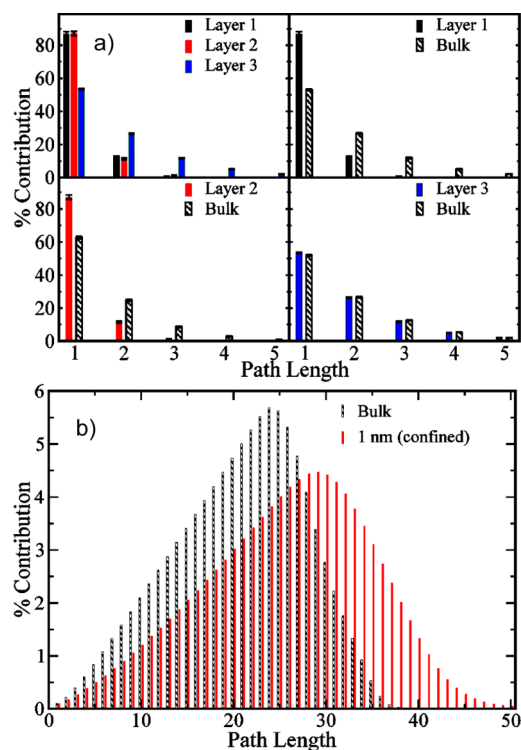 a)
Layer 1
Layer 2
Layer 3
Layer 1
Bulk
80
60
40
20
0
% Contribution
Layer 2
Bulk
Layer 3
Bulk
80
60
40
20
0
1 2 3 4 5 1 2 3 4 5
Path Length
b)
Bulk
1 nm (confined)
6
5
4
3
2
1
0
% Contribution
0 10 20 30 40 50
Path Length